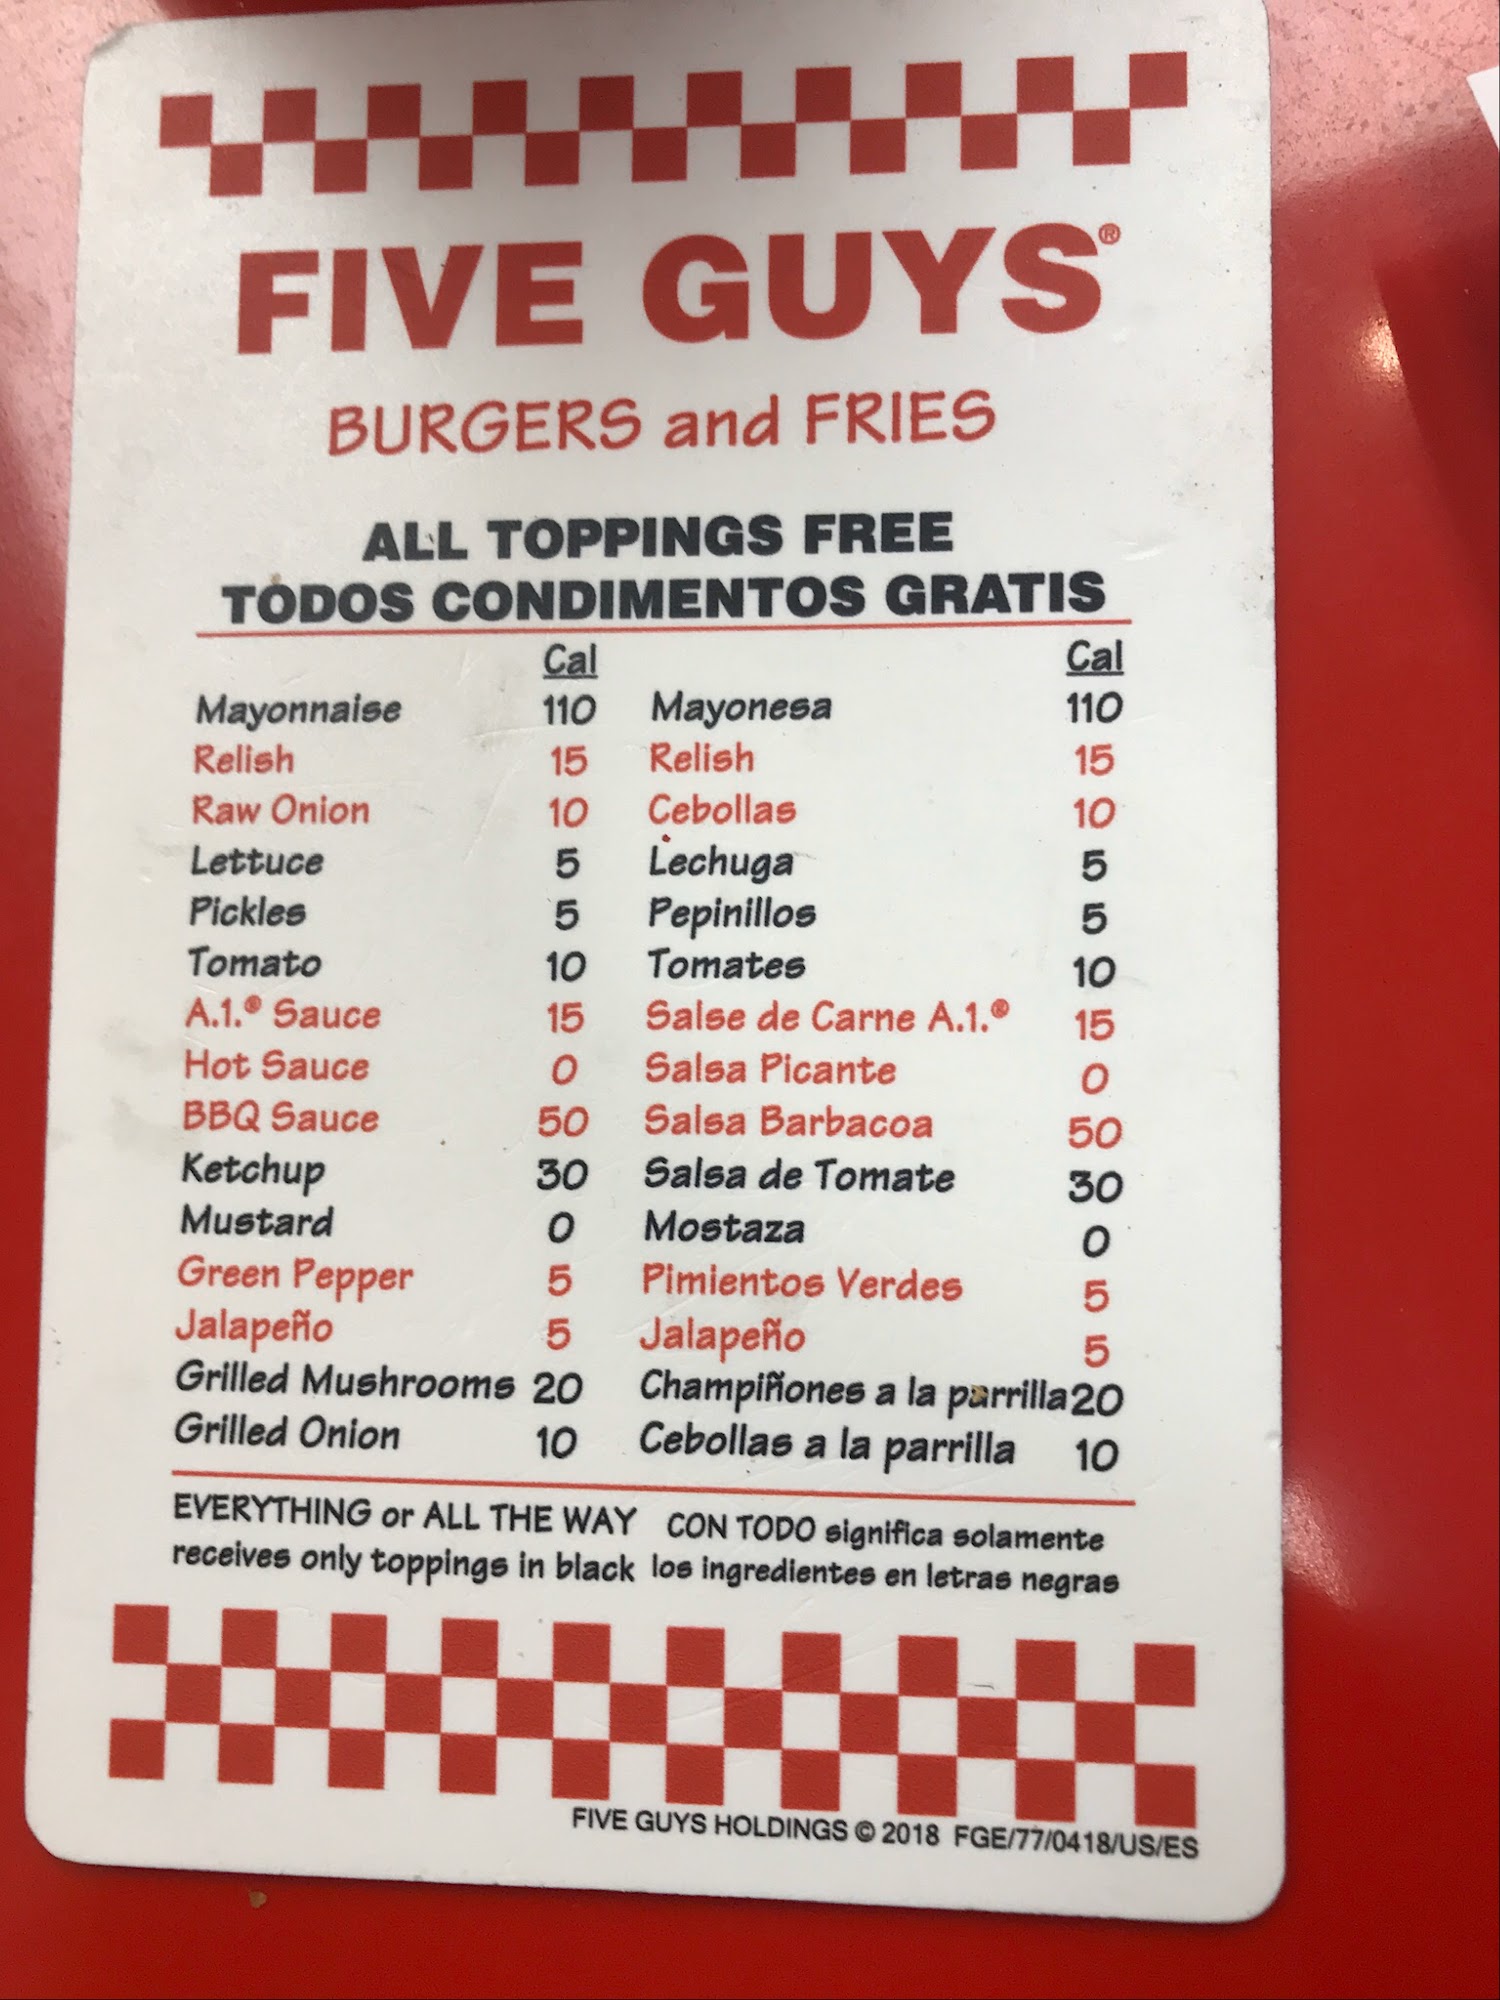 FIVE GUYS®
BURGERS and FRIES
ALL TOPPINGS FREE
TODOS CONDIMENTOS GRATIS
Cal Cal
Mayonnaise 110 Mayonesa 110
Relish 15 Relish 15
Raw Onion 10 Cebollas 10
Lettuce 5 Lechuga 5
Pickles 5 Pepinillos 5
Tomato 10 Tomates 10
A.1.® Sauce 15 Salse de Carne A.1.® 15
Hot Sauce 0 Salsa Picante 0
BBQ Sauce 50 Salsa Barbacoa 50
Ketchup 30 Salsa de Tomate 30
Mustard 0 Mostaza 0
Green Pepper 5 Pimientos Verdes 5
Jalapeño 5 Jalapeño 5
Grilled Mushrooms 20 Champiñones a la parrilla 20
Grilled Onion 10 Cebollas a la parrilla 10
EVERYTHING or ALL THE WAY CON TODO significa solamente
receives only toppings in black los ingredientes en letras negras
FIVE GUYS HOLDINGS © 2018 FGE/77/0418/US/ES